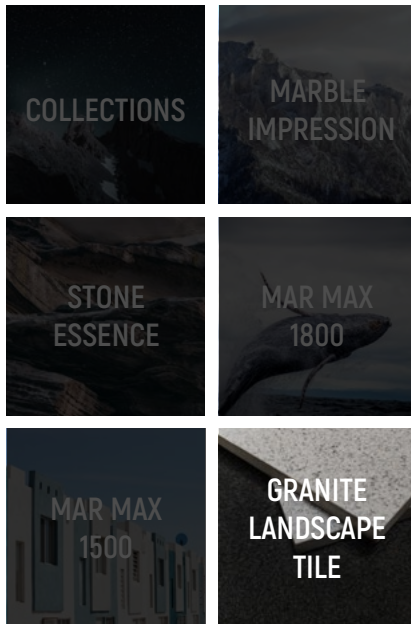 COLLECTIONS
MARBLE
IMPRESSION
STONE
ESSENCE
MAR MAX
1800
MAR MAX
1500
GRANITE
LANDSCAPE
TILE